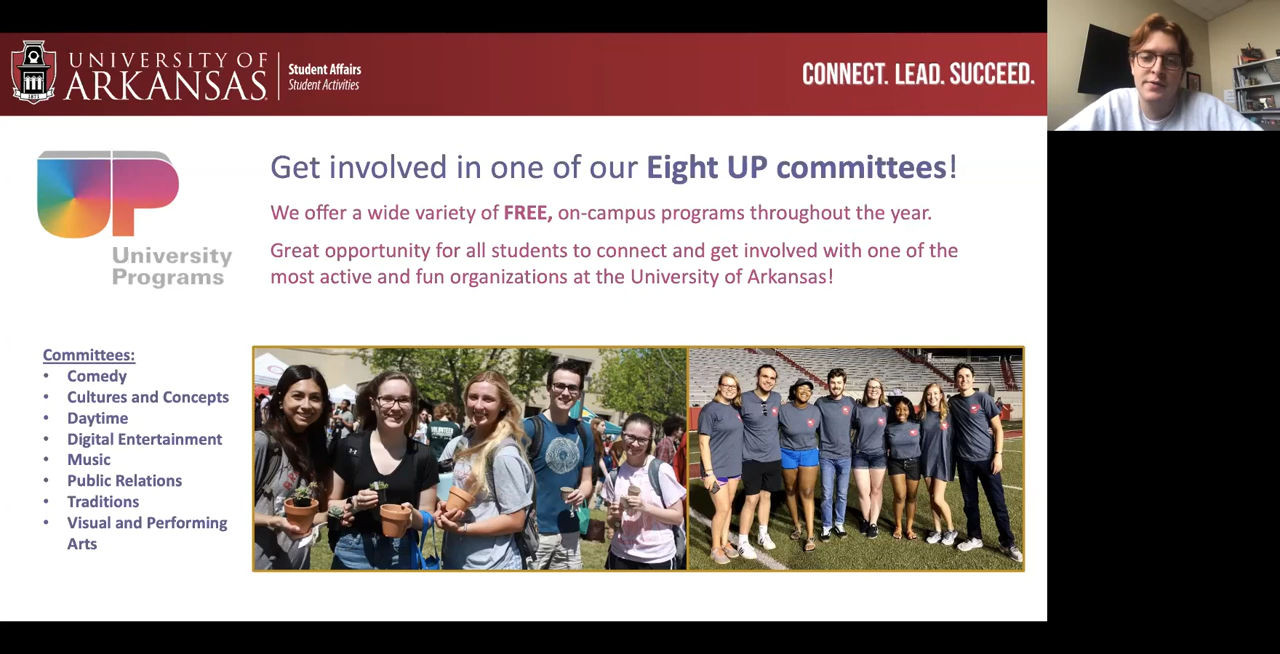 UNIVERSITY OF
ARKANSAS
Student Affairs
Student Activities
CONNECT. LEAD. SUCCEED.
1871
UP
University
Programs
Get involved in one of our Eight UP committees!
We offer a wide variety of FREE, on-campus programs throughout the year.
Great opportunity for all students to connect and get involved with one of the
most active and fun organizations at the University of Arkansas!
Committees:
• Comedy
• Cultures and Concepts
• Daytime
• Digital Entertainment
• Music
• Public Relations
• Traditions
• Visual and Performing
Arts
VOLUNTEER